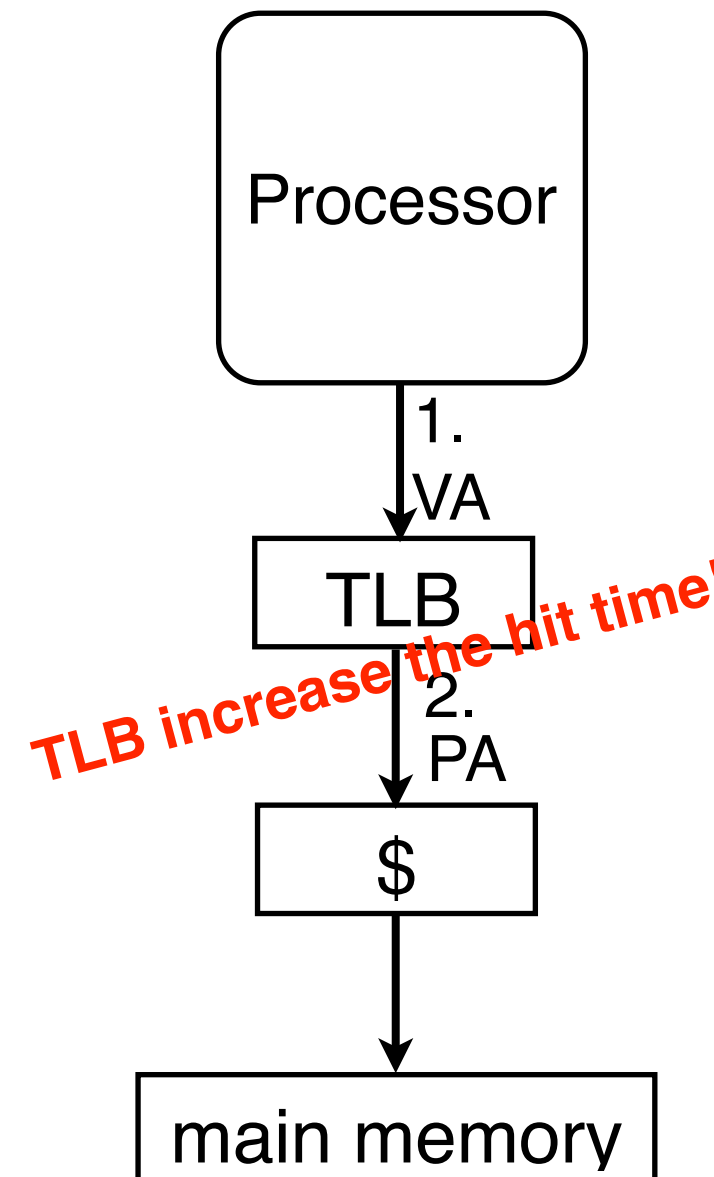 Processor
1.
VA
TLB
TLB increase the hit time!
2.
PA
$
main memory